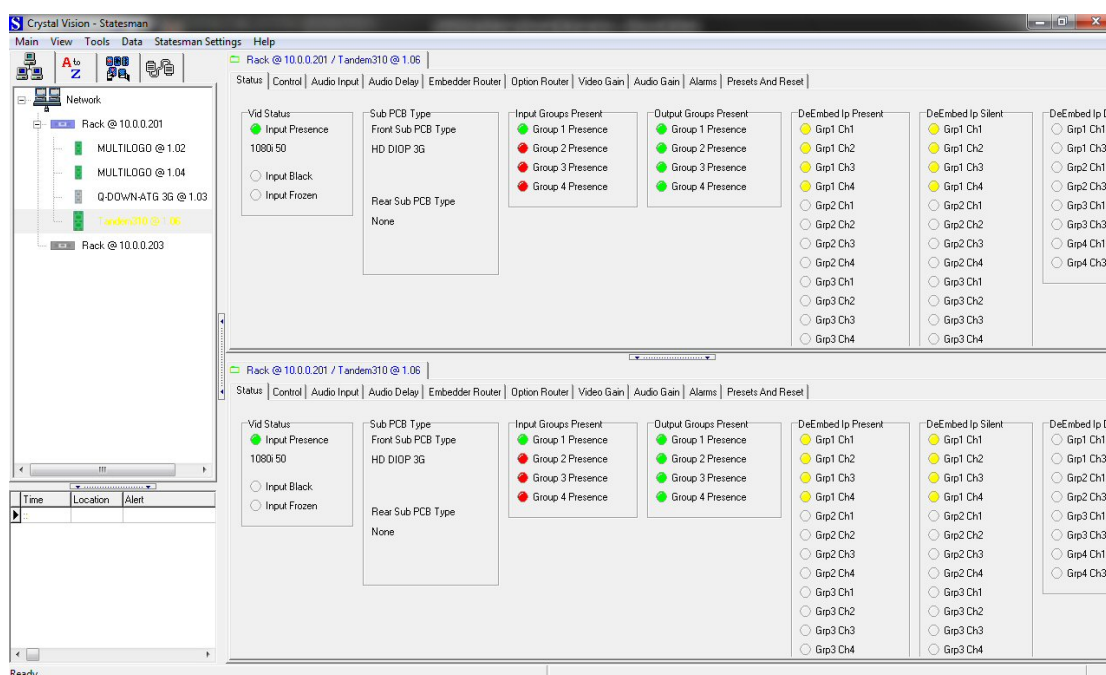 Crystal Vision - Statesman
Main View Tools Data Statesman Settings Help
A to Z
Network
Rack @ 10.0.0.201
MULTILOGO @ 1.02
MULTILOGO @ 1.04
Q-DOWN-ATG 3G @ 1.03
Tandem310 @ 1.06
Rack @ 10.0.0.203
Time Location Alert
Rack @ 10.0.0.201 / Tandem310 @ 1.06
Status Control Audio Input Audio Delay Embedder Router Option Router Video Gain Audio Gain Alarms Presets And Reset
Vid Status
Input Presence
1080i 50
Input Black
Input Frozen
Sub PCB Type
Front Sub PCB Type
HD DIOP 3G
Rear Sub PCB Type
None
Input Groups Present
Group 1 Presence
Group 2 Presence
Group 3 Presence
Group 4 Presence
Output Groups Present
Group 1 Presence
Group 2 Presence
Group 3 Presence
Group 4 Presence
DeEmbed Ip Present
Grp1 Ch1
Grp1 Ch2
Grp1 Ch3
Grp1 Ch4
Grp2 Ch1
Grp2 Ch2
Grp2 Ch3
Grp2 Ch4
Grp3 Ch1
Grp3 Ch2
Grp3 Ch3
Grp3 Ch4
DeEmbed Ip Silent
Grp1 Ch1
Grp1 Ch2
Grp1 Ch3
Grp1 Ch4
Grp2 Ch1
Grp2 Ch2
Grp2 Ch3
Grp2 Ch4
Grp3 Ch1
Grp3 Ch2
Grp3 Ch3
Grp3 Ch4
DeEmbed Ip
Grp1 Ch1
Grp1 Ch3
Grp2 Ch1
Grp2 Ch3
Grp3 Ch1
Grp3 Ch3
Grp4 Ch1
Grp4 Ch3
Rack @ 10.0.0.201 / Tandem310 @ 1.06
Status Control Audio Input Audio Delay Embedder Router Option Router Video Gain Audio Gain Alarms Presets And Reset
Vid Status
Input Presence
1080i 50
Input Black
Input Frozen
Sub PCB Type
Front Sub PCB Type
HD DIOP 3G
Rear Sub PCB Type
None
Input Groups Present
Group 1 Presence
Group 2 Presence
Group 3 Presence
Group 4 Presence
Output Groups Present
Group 1 Presence
Group 2 Presence
Group 3 Presence
Group 4 Presence
DeEmbed Ip Present
Grp1 Ch1
Grp1 Ch2
Grp1 Ch3
Grp1 Ch4
Grp2 Ch1
Grp2 Ch2
Grp2 Ch3
Grp2 Ch4
Grp3 Ch1
Grp3 Ch2
Grp3 Ch3
Grp3 Ch4
DeEmbed Ip Silent
Grp1 Ch1
Grp1 Ch2
Grp1 Ch3
Grp1 Ch4
Grp2 Ch1
Grp2 Ch2
Grp2 Ch3
Grp2 Ch4
Grp3 Ch1
Grp3 Ch2
Grp3 Ch3
Grp3 Ch4
DeEmbed Ip
Grp1 Ch1
Grp1 Ch3
Grp2 Ch1
Grp2 Ch3
Grp3 Ch1
Grp3 Ch3
Grp4 Ch1
Grp4 Ch3
Ready